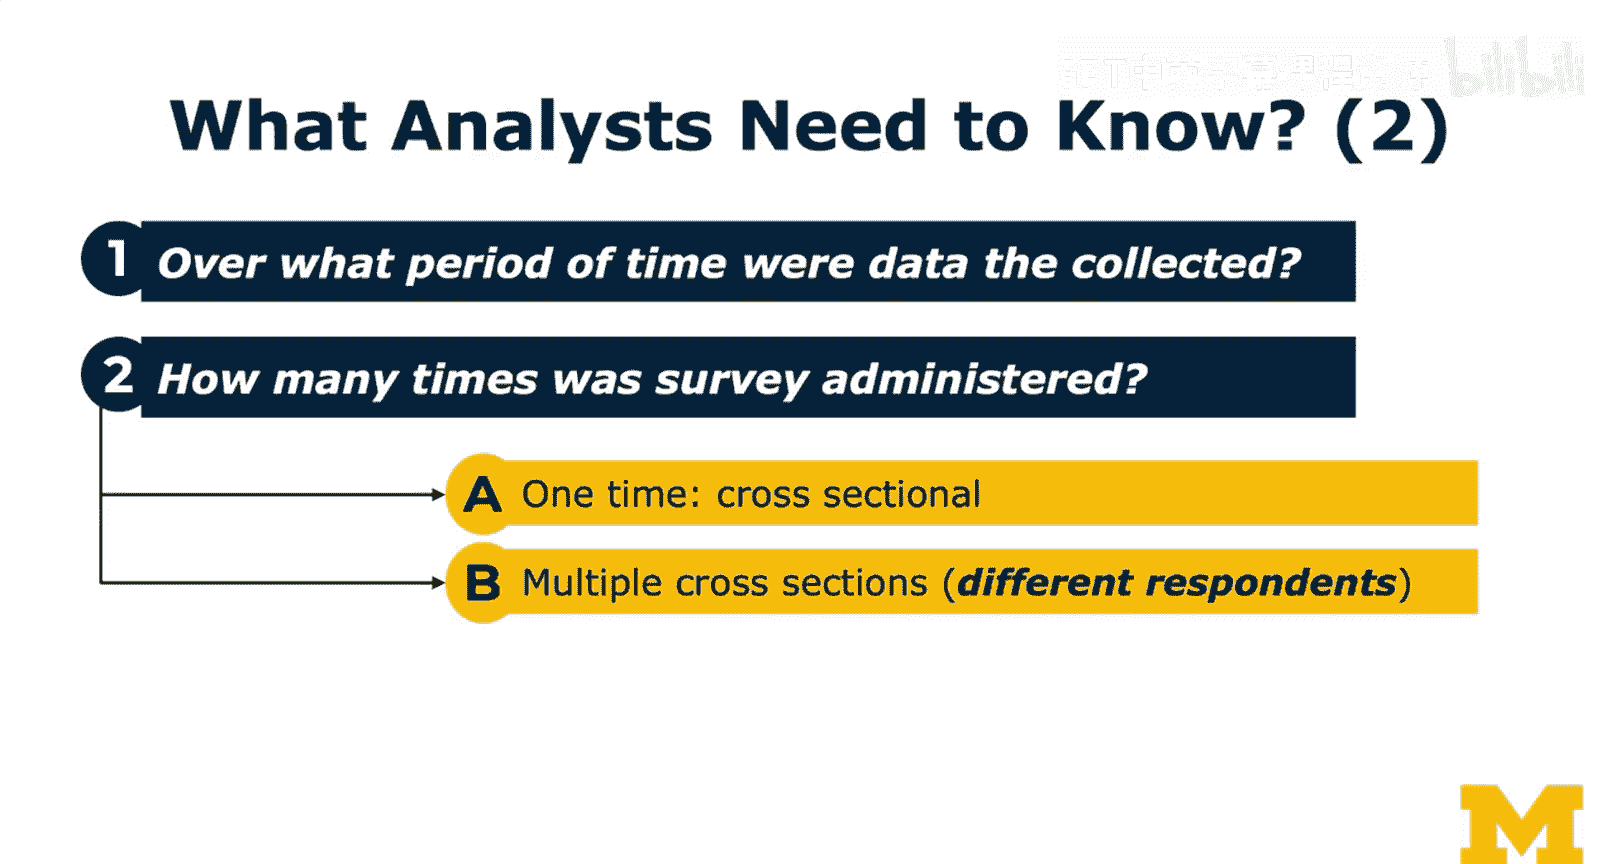 bilibili
What Analysts Need to Know? (2)
1 Over what period of time were data the collected?
2 How many times was survey administered?
A One time: cross sectional
B Multiple cross sections (different respondents)
M